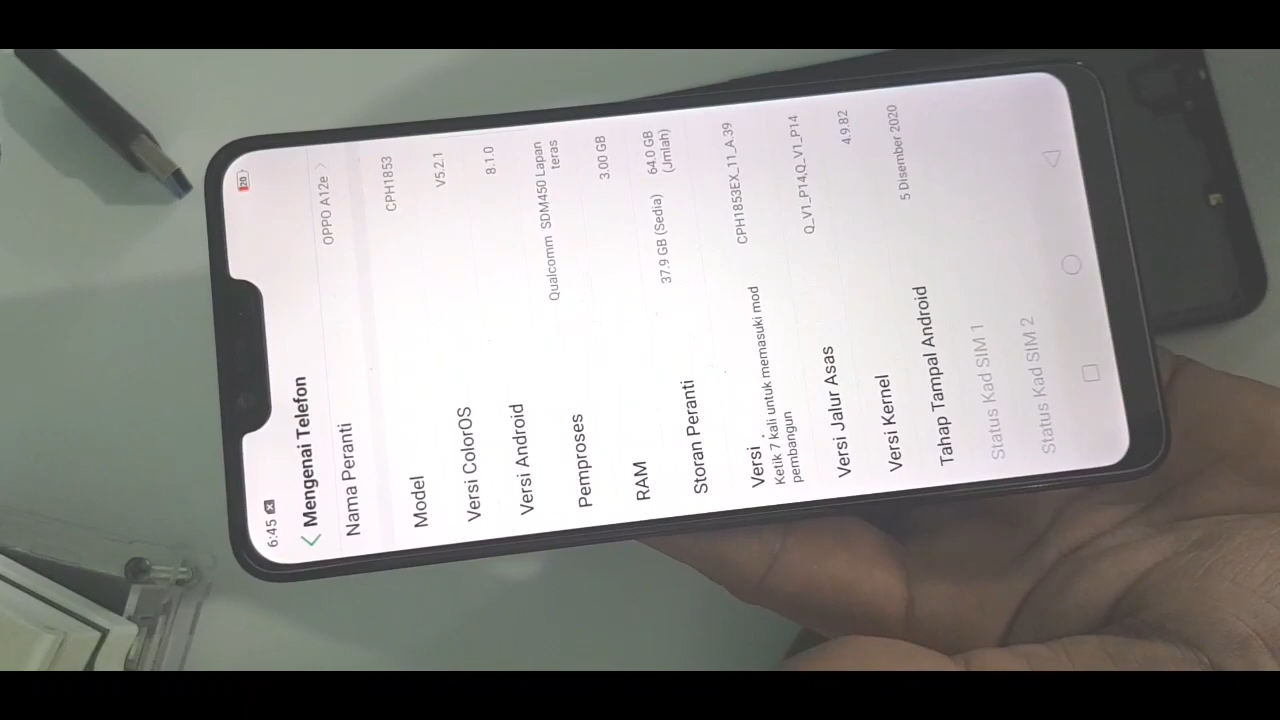 6:45
20
Mengenai Telefon
Nama Peranti OPPO A12e
Model CPH1853
Versi ColorOS V5.2.1
Versi Android 8.1.0
Pemproses Qualcomm SDM450 Lapan
teras
RAM 3.00 GB
Storan Peranti 37.9 GB (Sedia) 64.0 GB
(Jmlah)
Versi CPH1853EX_11_A.39
Ketik 7 kali untuk memasuki mod
pembangun
Versi Jalur Asas Q_V1_P14,Q_V1_P14
Versi Kernel 4.9.82
Tahap Tampal Android 5 Disember 2020
Status Kad SIM 1
Status Kad SIM 2